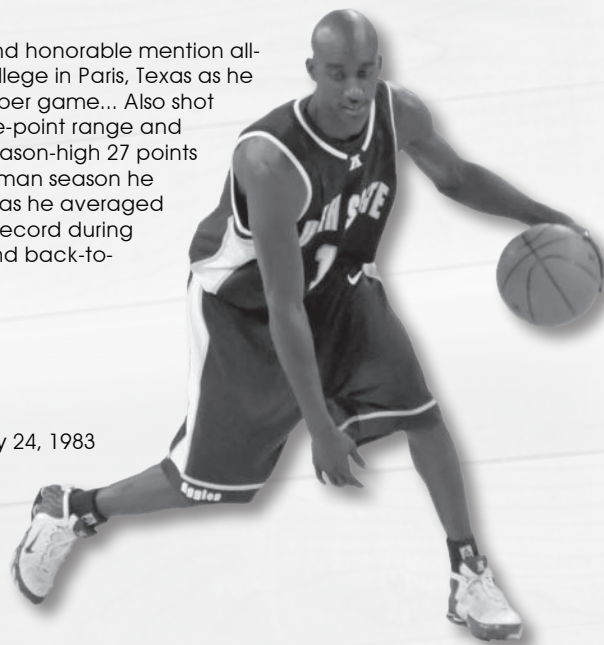 nd honorable mention all-
llege in Paris, Texas as he
per game... Also shot
e-point range and
ason-high 27 points
man season he
as he averaged
ecord during
nd back-to-
y 24, 1983
STATE
Aggies